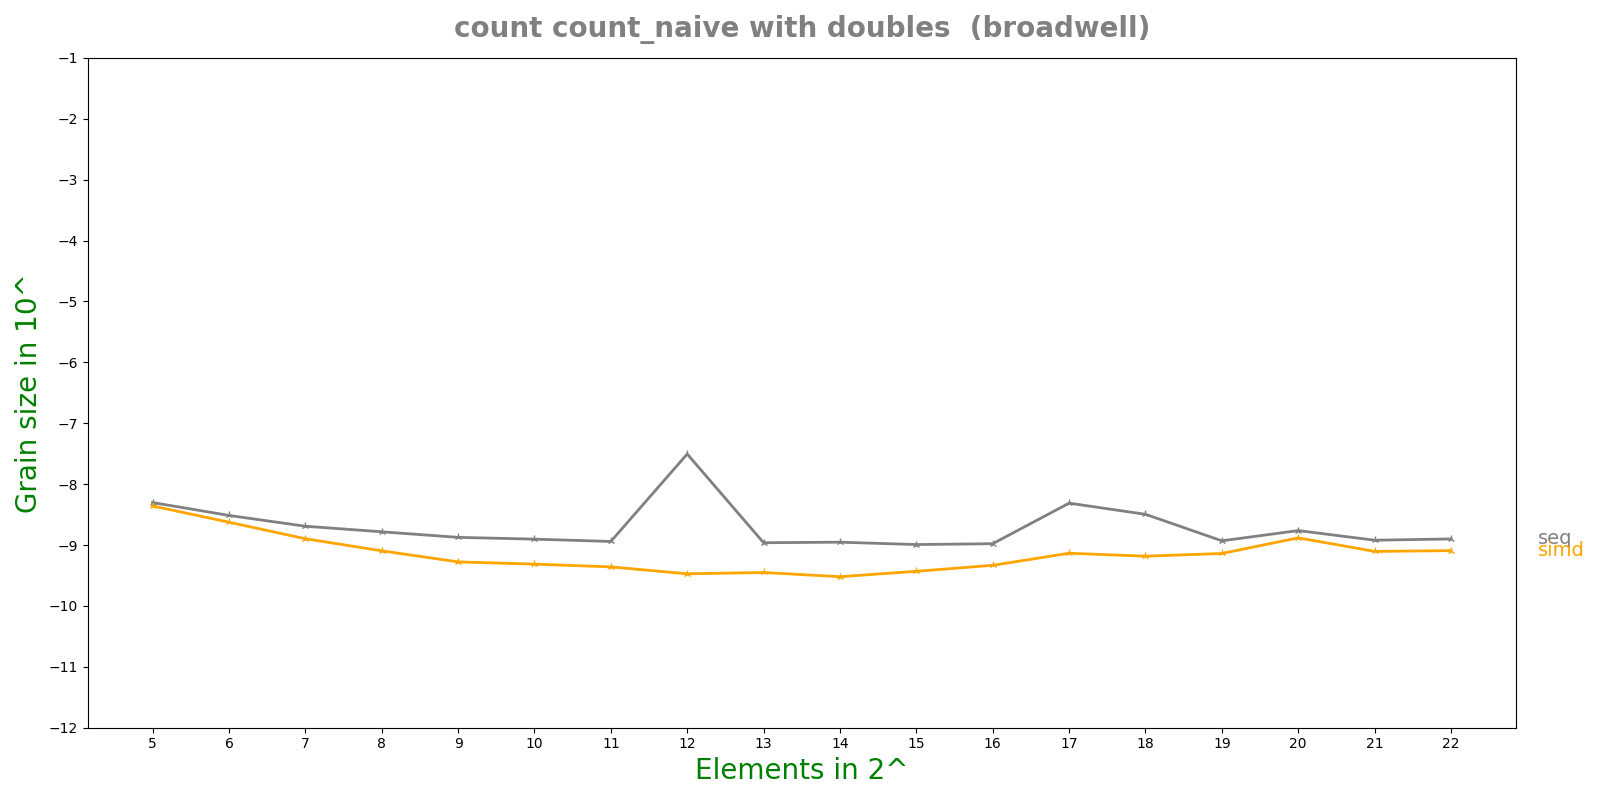 count count_naive with doubles  (broadwell)
−1
−2
−3
−4
−5
−6
−7
−8
−9
−10
−11
−12
Grain size in 10^
seq
simd
5 6 7 8 9 10 11 12 13 14 15 16 17 18 19 20 21 22
Elements in 2^